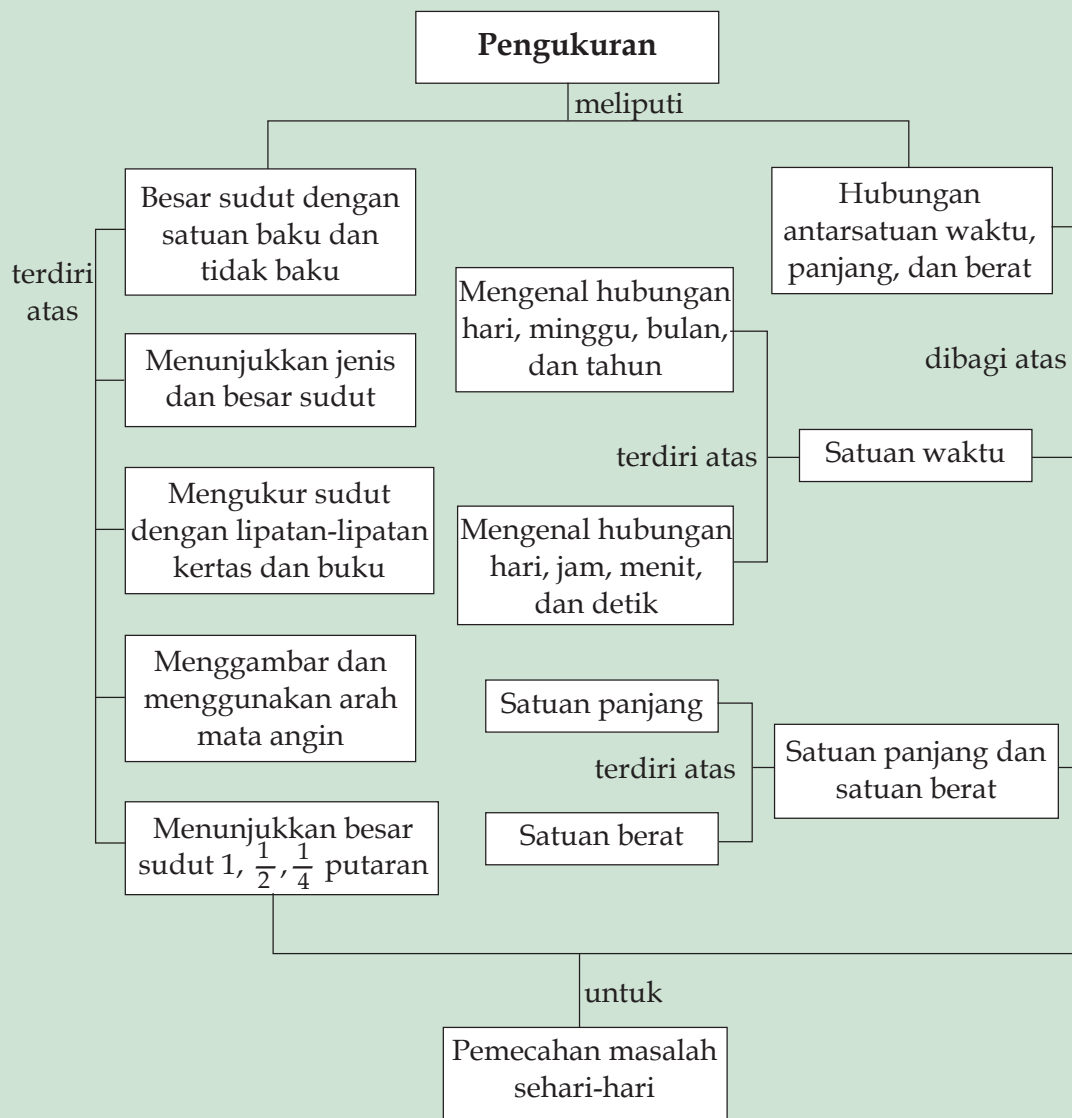 Pengukuran
meliputi
Besar sudut dengan
satuan baku dan
tidak baku
terdiri
atas
Menunjukkan jenis
dan besar sudut
Mengukur sudut
dengan lipatan-lipatan
kertas dan buku
Menggambar dan
menggunakan arah
mata angin
Menunjukkan besar
sudut 1, 1/2, 1/4 putaran
Hubungan
antarsatuan waktu,
panjang, dan berat
dibagi atas
Satuan waktu
terdiri atas
Mengenal hubungan
hari, minggu, bulan,
dan tahun
Mengenal hubungan
hari, jam, menit,
dan detik
Satuan panjang dan
satuan berat
terdiri atas
Satuan panjang
Satuan berat
untuk
Pemecahan masalah
sehari-hari